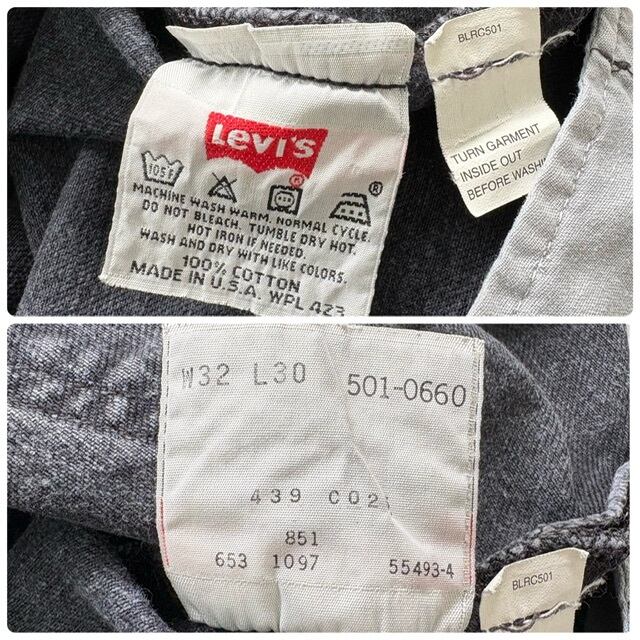 BLRC501
Levi's
®
105F
®
TURN GARMENT
INSIDE OUT
BEFORE
MACHINE WASH WARM, NORMAL CYCLE.
DO NOT BLEACH. TUMBLE DRY HOT.
HOT IRON IF NEEDED.
WASH AND DRY WITH LIKE COLORS.
100% COTTON
MADE IN U.S.A. WPL 423
W32 L30
501-0660
439
851
653 1097
55493-4
BLRC501